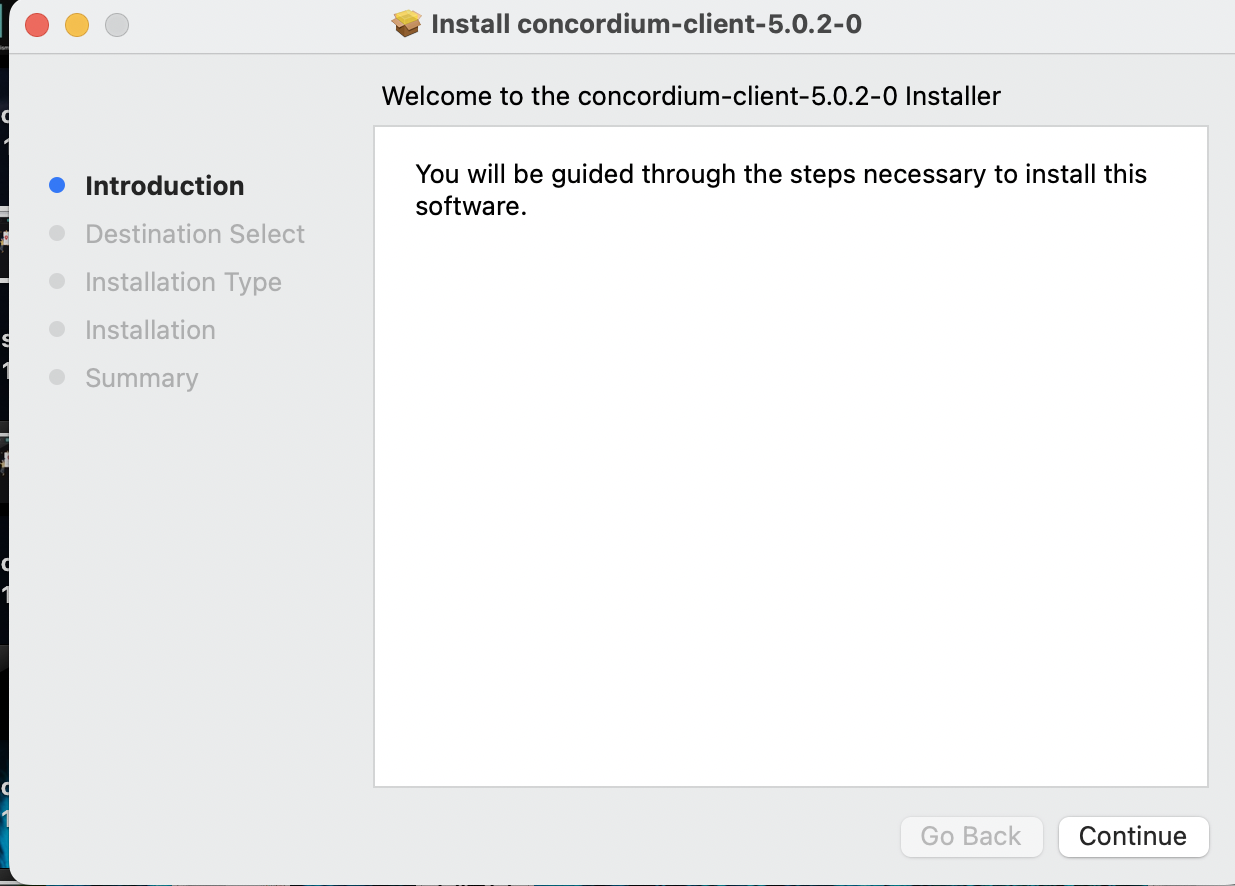 Install concordium-client-5.0.2-0
Welcome to the concordium-client-5.0.2-0 Installer
Introduction
Destination Select
Installation Type
Installation
Summary
You will be guided through the steps necessary to install this
software.
Go Back
Continue